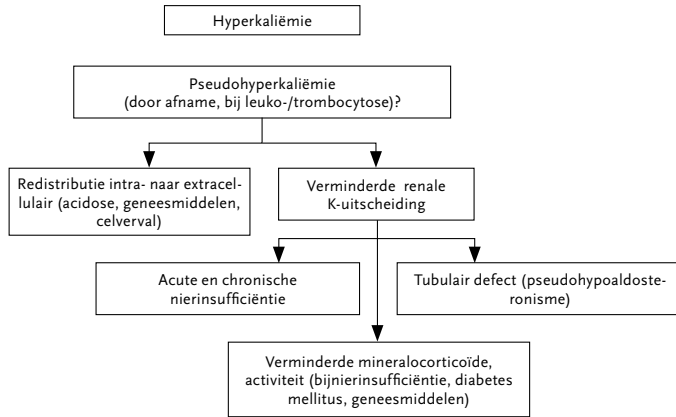 Hyperkaliëmie
Pseudohyperkaliëmie
(door afname, bij leuko-/trombocytose)?
Redistributie intra- naar extracel-
lulair (acidose, geneesmiddelen,
celverval)
Verminderde renale
K-uitscheiding
Acute en chronische
nierinsufficiëntie
Tubulair defect (pseudohypoaldoste-
ronisme)
Verminderde mineralocorticoïde,
activiteit (bijnierinsufficiëntie, diabetes
mellitus, geneesmiddelen)